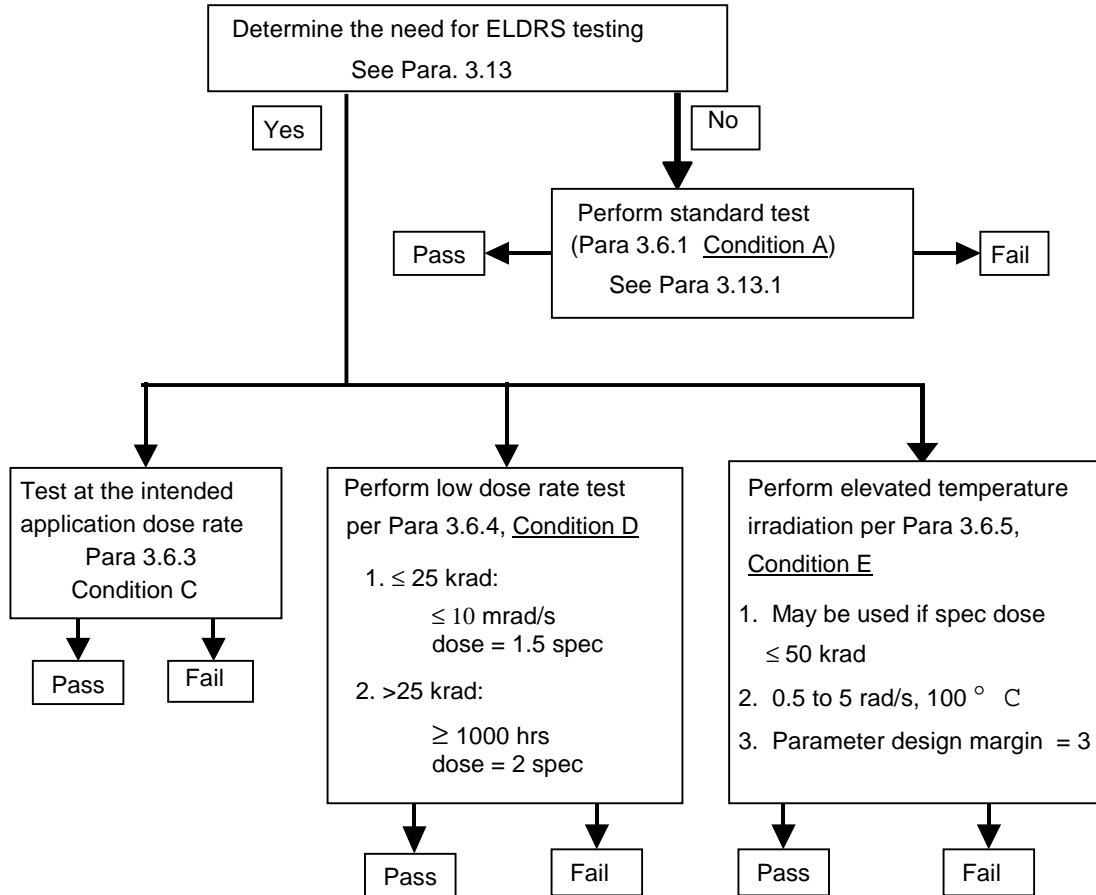 Determine the need for ELDRS testing
See Para. 3.13
Yes
No
Perform standard test
(Para 3.6.1 Condition A)
See Para 3.13.1
Pass
Fail
Test at the intended
application dose rate
Para 3.6.3
Condition C
Pass
Fail
Perform low dose rate test
per Para 3.6.4, Condition D
1. ≤ 25 krad:
≤ 10 mrad/s
dose = 1.5 spec
2. >25 krad:
≥ 1000 hrs
dose = 2 spec
Pass
Fail
Perform elevated temperature
irradiation per Para 3.6.5,
Condition E
1. May be used if spec dose
≤ 50 krad
2. 0.5 to 5 rad/s, 100 ° C
3. Parameter design margin = 3
Pass
Fail